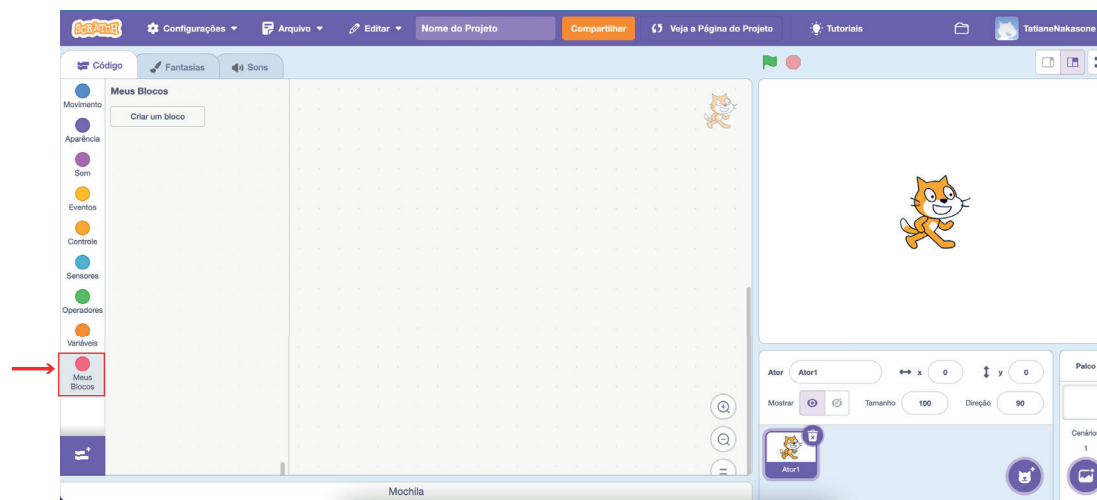 SCRATCH Configurações Arquivo Editar Nome do Projeto Compartilhar Veja a Página do Projeto Tutoriais TatianeNakasone
Código Fantasias Sons
Movimento
Aparência
Som
Eventos
Controle
Sensores
Operadores
Variáveis
Meus
Blocos
Meus Blocos
Criar um bloco
Mochila
Ator Ator1 x 0 y 0
Mostrar Tamanho 100 Direção 90
Ator1
Palco
Cenários
1